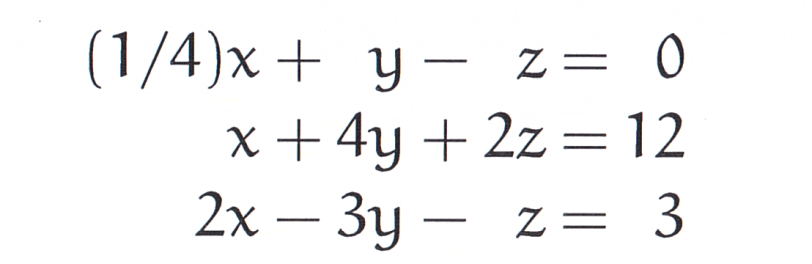 (1/4)x + y − z = 0
x + 4y + 2z = 12
2x − 3y − z = 3